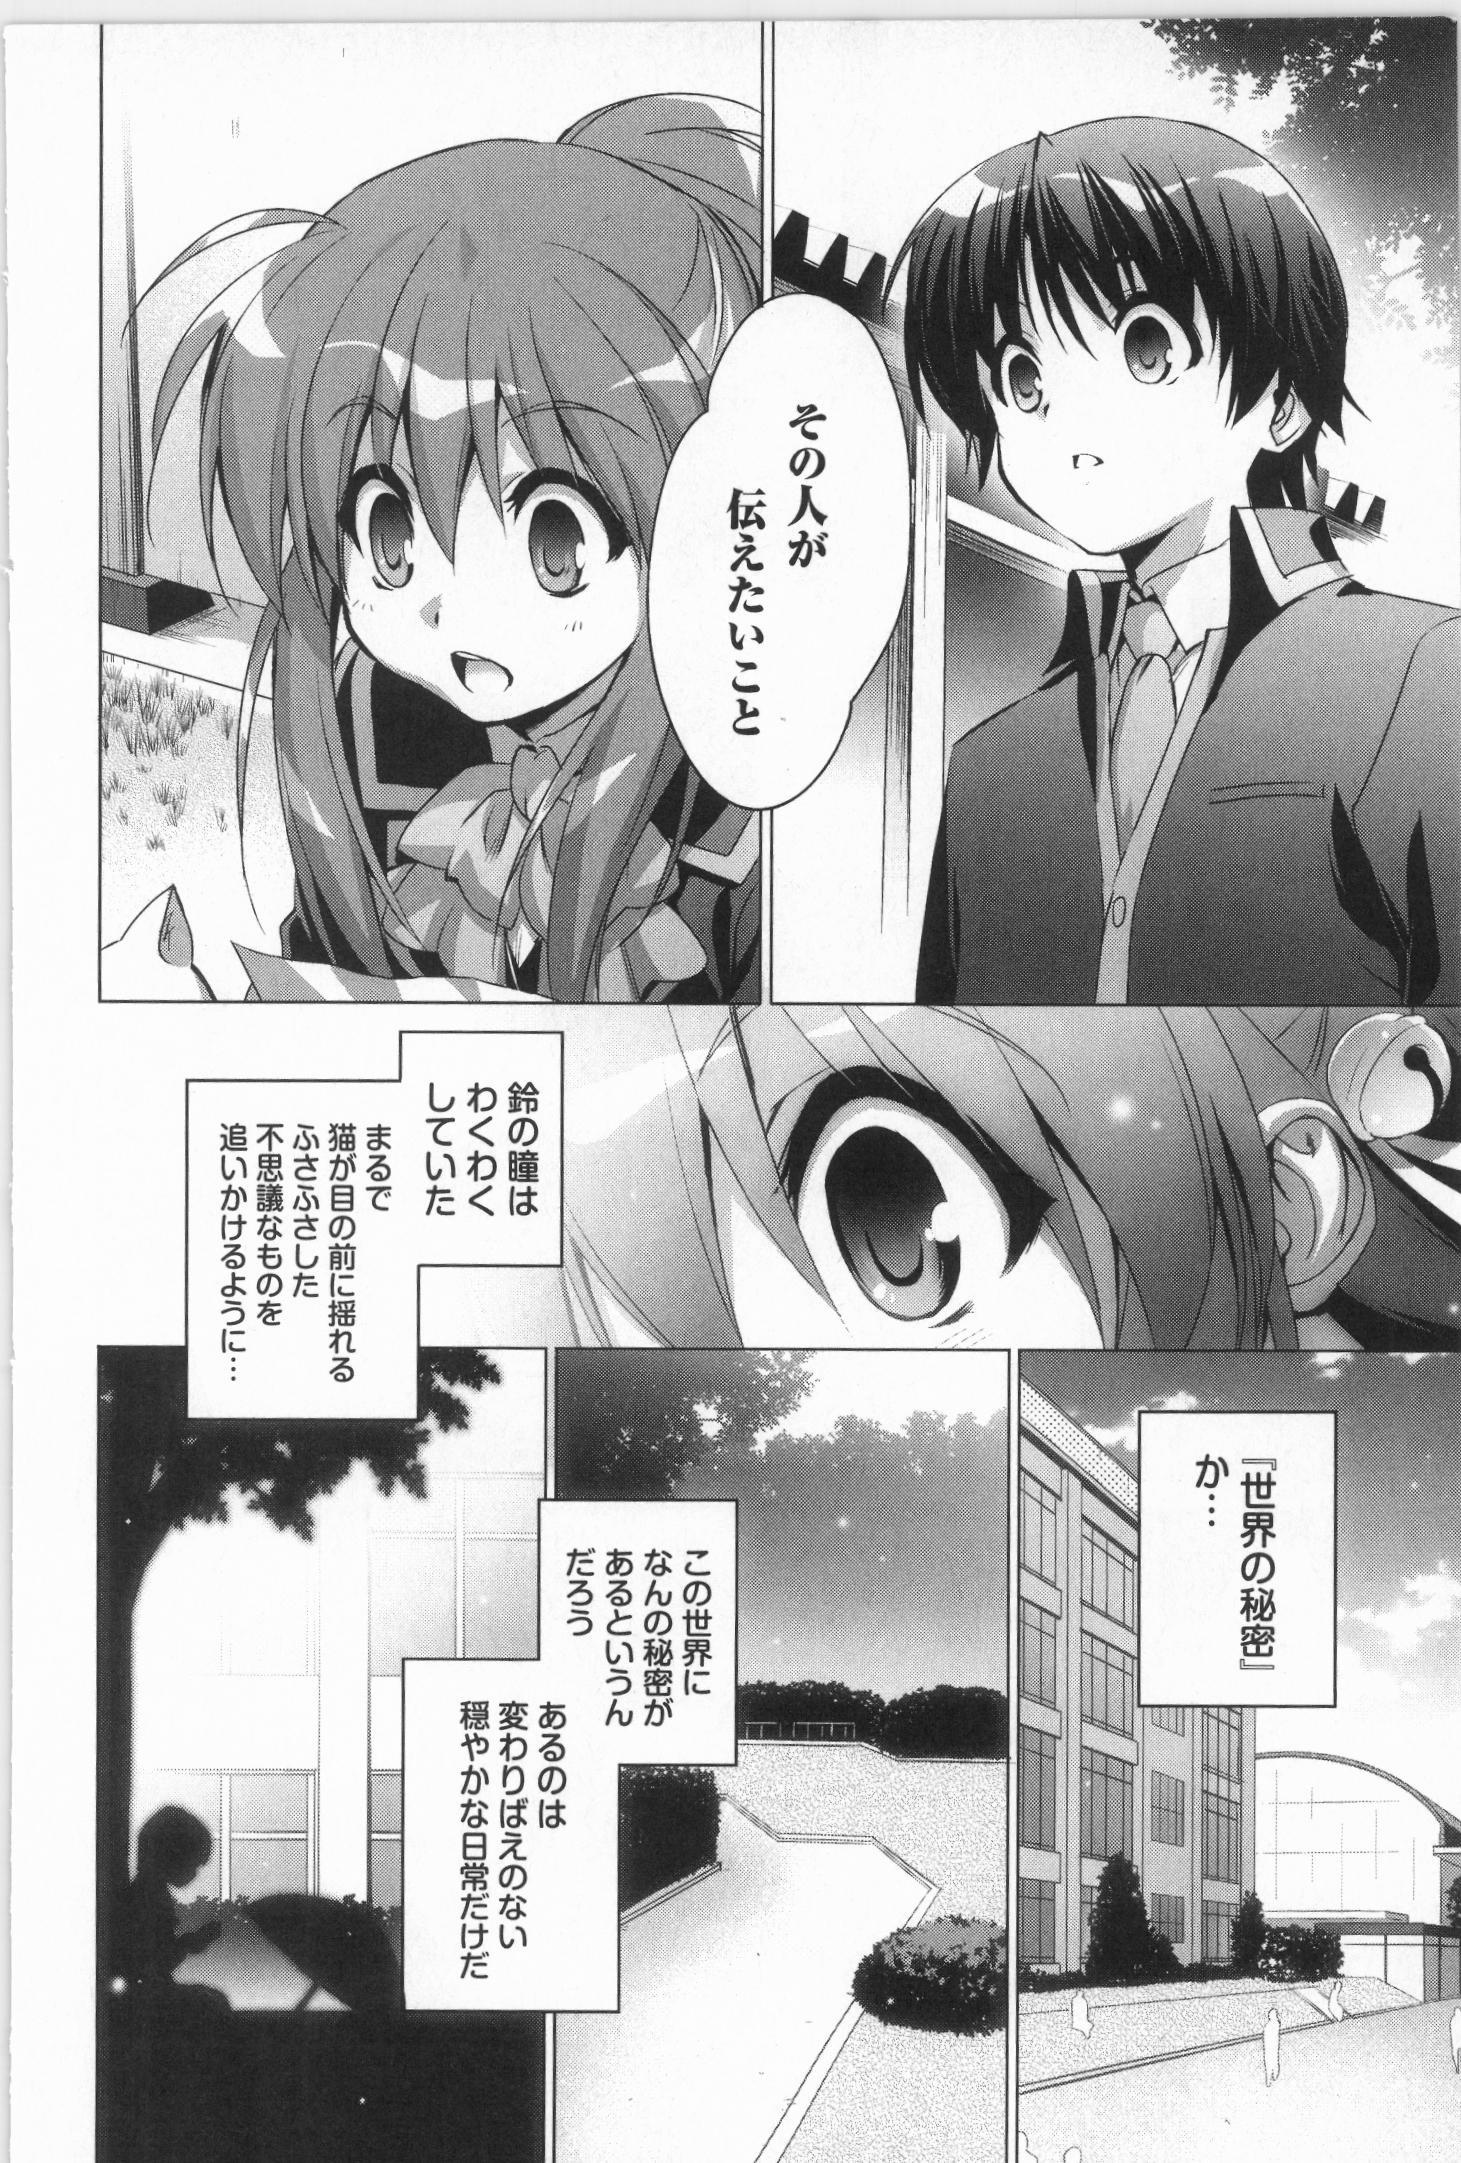 その人が
伝えたいこと
鈴の瞳は
わくわく
していた
まるで
猫が目の前に揺れる
ふさふさした
不思議なものを
追いかけるように…
『世界の秘密』
か…
この世界に
なんの秘密が
あるというん
だろう
あるのは
変わりばえのない
穏やかな日常だけだ